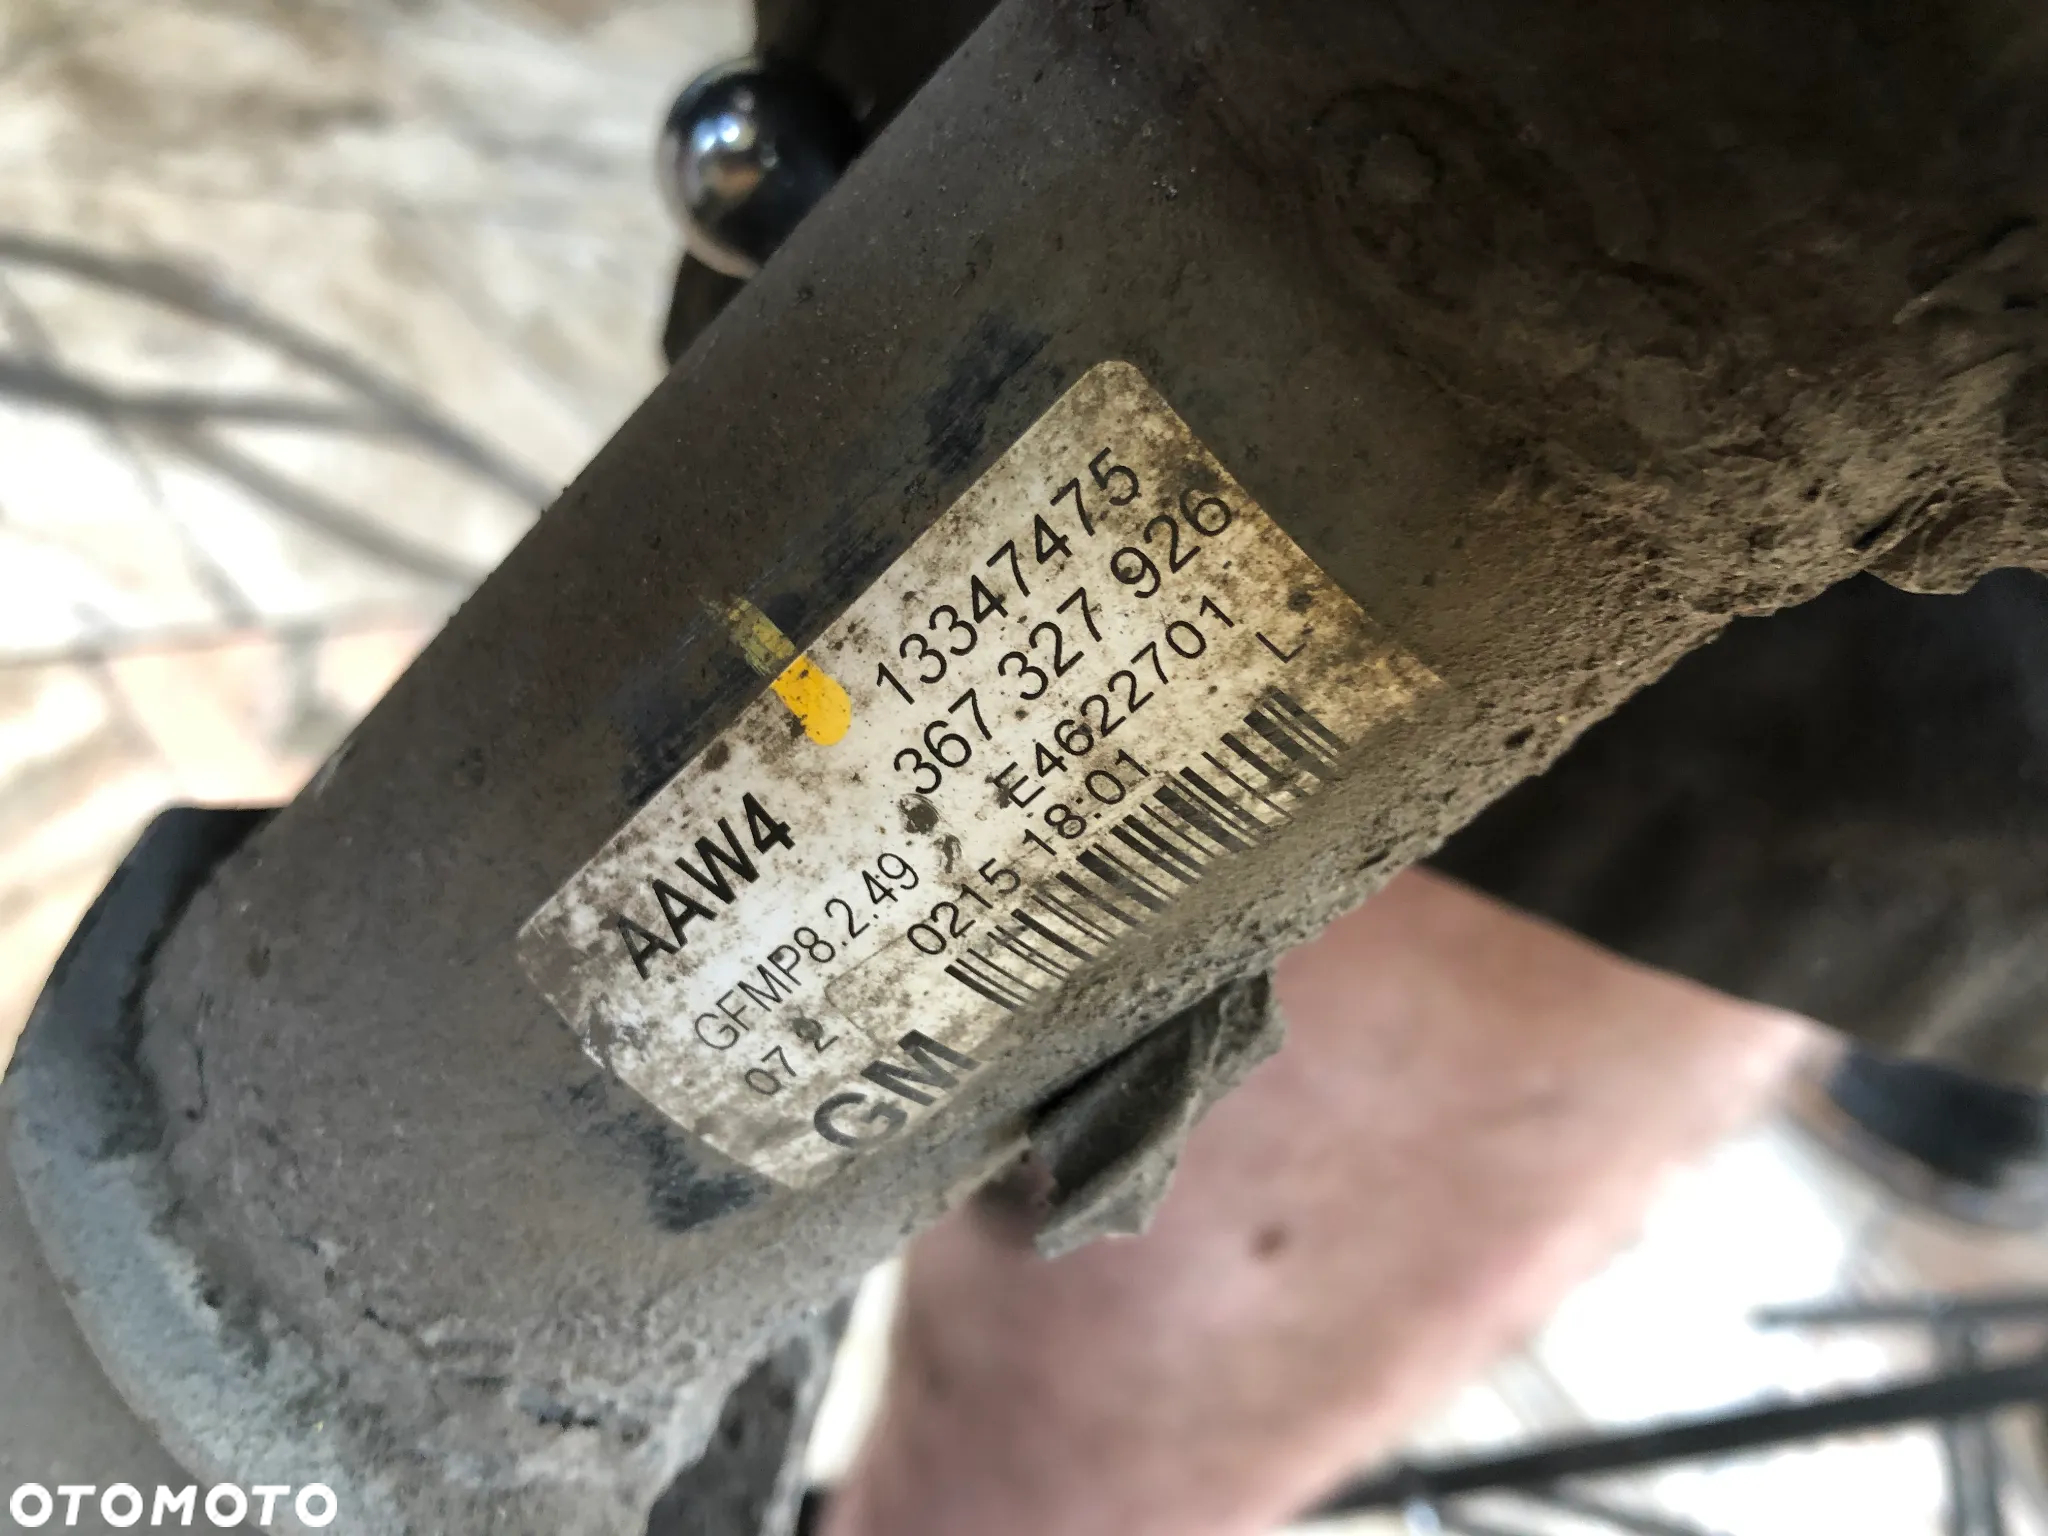 13347475
AAW4 367 327 926
GFMP8.2.49 E4622701
07 2 0215 18:01 L
GM
OTOMOTO